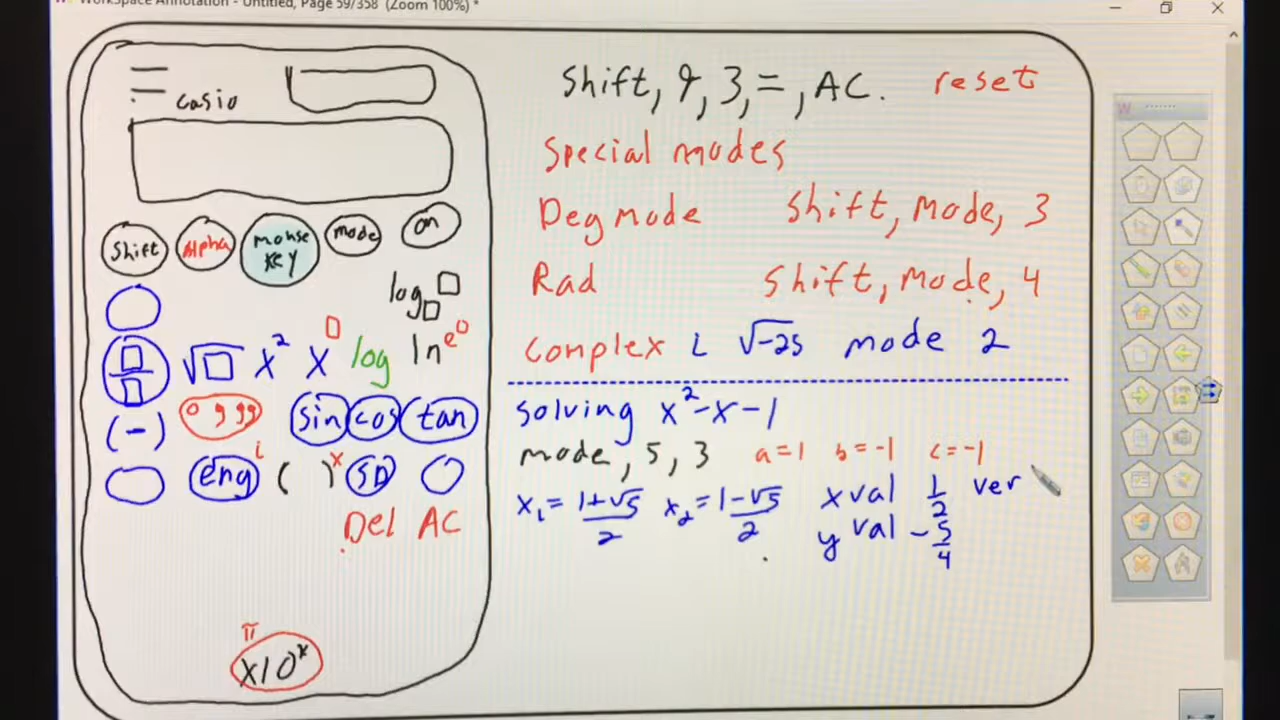 WorkSpace Annotation - Untitled, Page 59/358 (Zoom 100%) *
casio
Shift Alpha mouse key mode on
log□□
□/□ √□ x² x^□ log ln e^□
(-) ° , ,, sin cos tan
eng i ( ) x SD
Del AC
π
x10ˣ
Shift, 9, 3, =, AC. reset
Special modes
Deg mode Shift, Mode, 3
Rad Shift, Mode, 4
Complex i √-25 mode 2
Solving x²-x-1
mode, 5, 3 a=1 b=-1 c=-1
x₁ = (1+√5)/2 x₂ = (1-√5)/2 x val 1/2 ver
y val -5/4